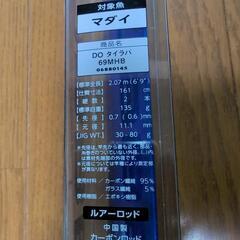 対象魚
マダイ
商品名
DO タイラバ
69MHB
06880145
【標準全長】 2.07m(6'9")
【仕舞寸法】 161 cm
【継数】 2 本
【標準自重】 135 g
【先径】 0.7(0.6)mm
【元径】 11.1 mm
【JIG WT.】 30-80 g
使用材料／カーボン繊維 95%
ガラス繊維 5%
使用樹脂／エポキシ樹脂
ルアーロッド
中国製
カーボンロッド